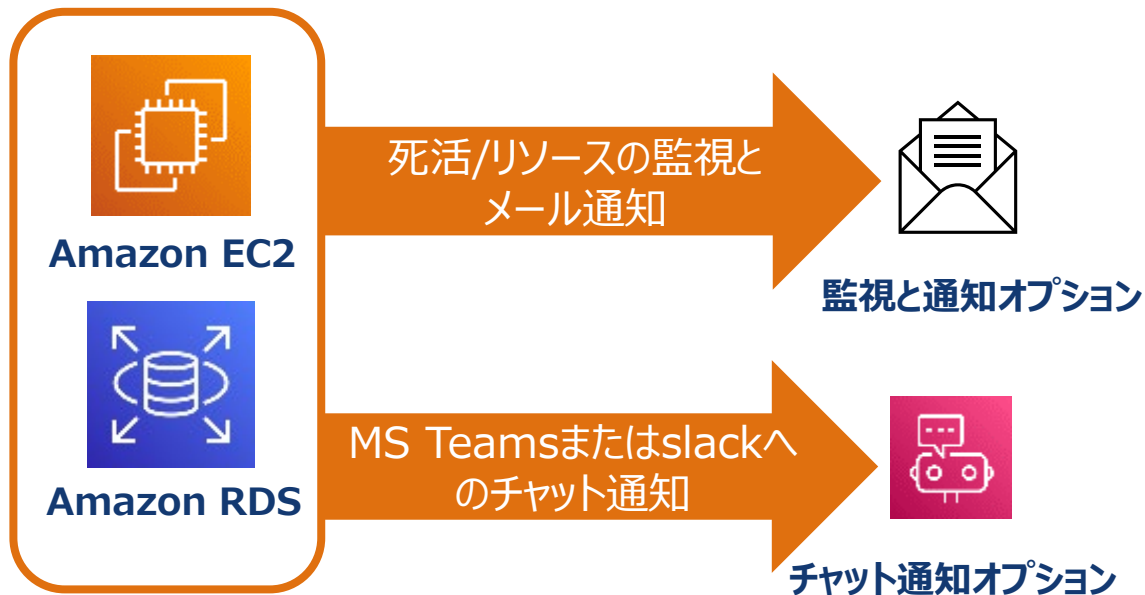 Amazon EC2
Amazon RDS
死活/リソースの監視と
メール通知
監視と通知オプション
MS Teamsまたはslackへ
のチャット通知
チャット通知オプション